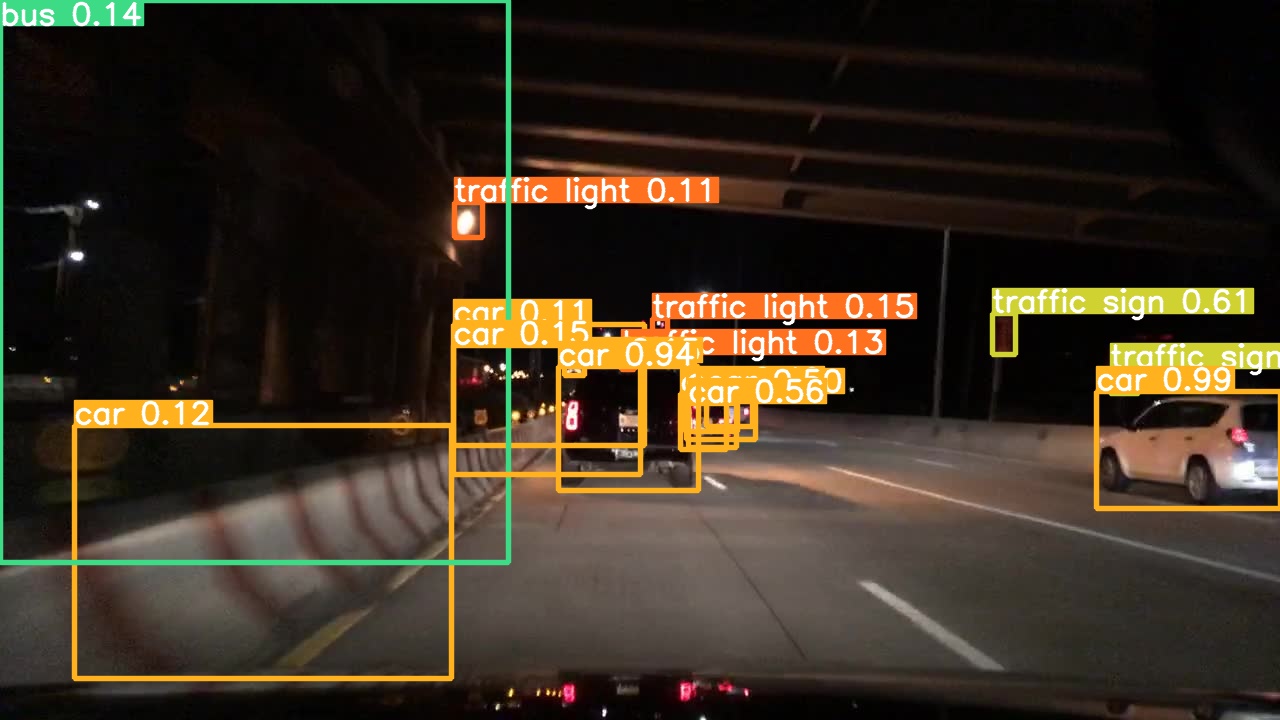 bus 0.14
traffic light 0.11
traffic sign 0.61
car 0.11
traffic light 0.15
car 0.15
traffic light 0.13
car 0.94
traffic sign
car 0.99
car 0.56
car 0.12